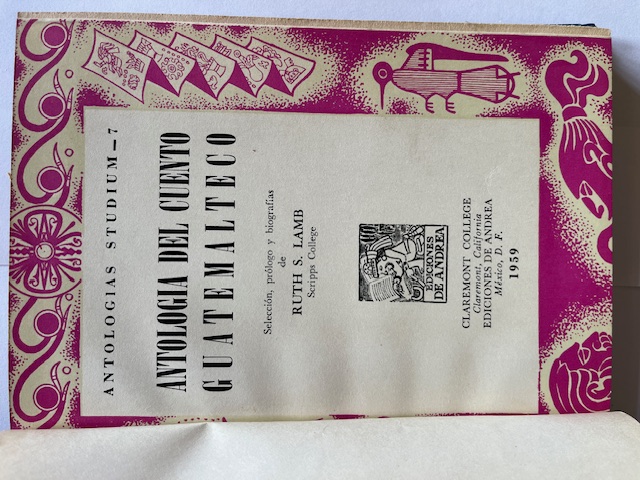 ANTOLOGIAS STUDIUM — 7
ANTOLOGIA DEL CUENTO
GUATEMALTECO
Selección, prólogo y biografías
de
RUTH S. LAMB
Scripps College
EDICIONES
DE ANDREA
CLAREMONT COLLEGE
Claremont, California
EDICIONES DE ANDREA
México, D. F.
1959